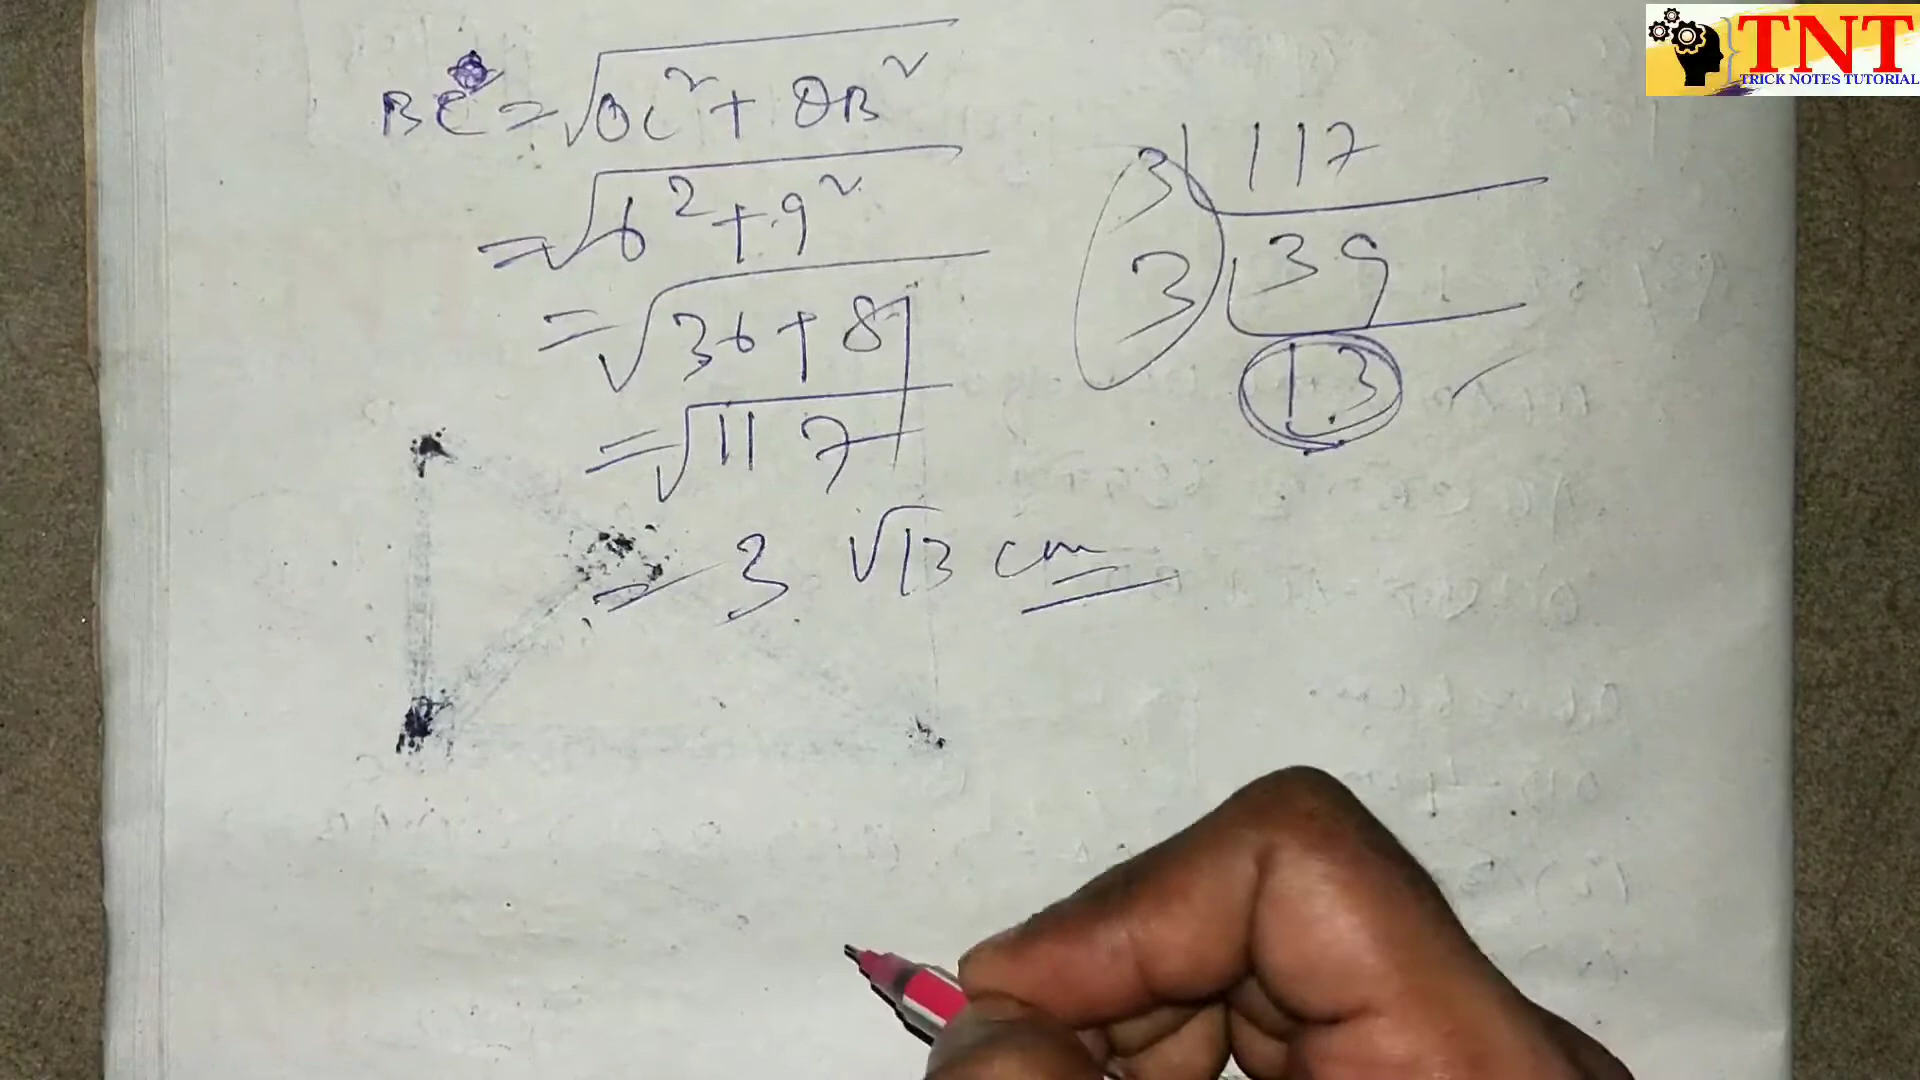 TNT
TRICK NOTES TUTORIAL
BC = √OC² + OB²
= √6² + 9²
= √36 + 81
= √117
= 3 √13 cm
3 117
3 39
13